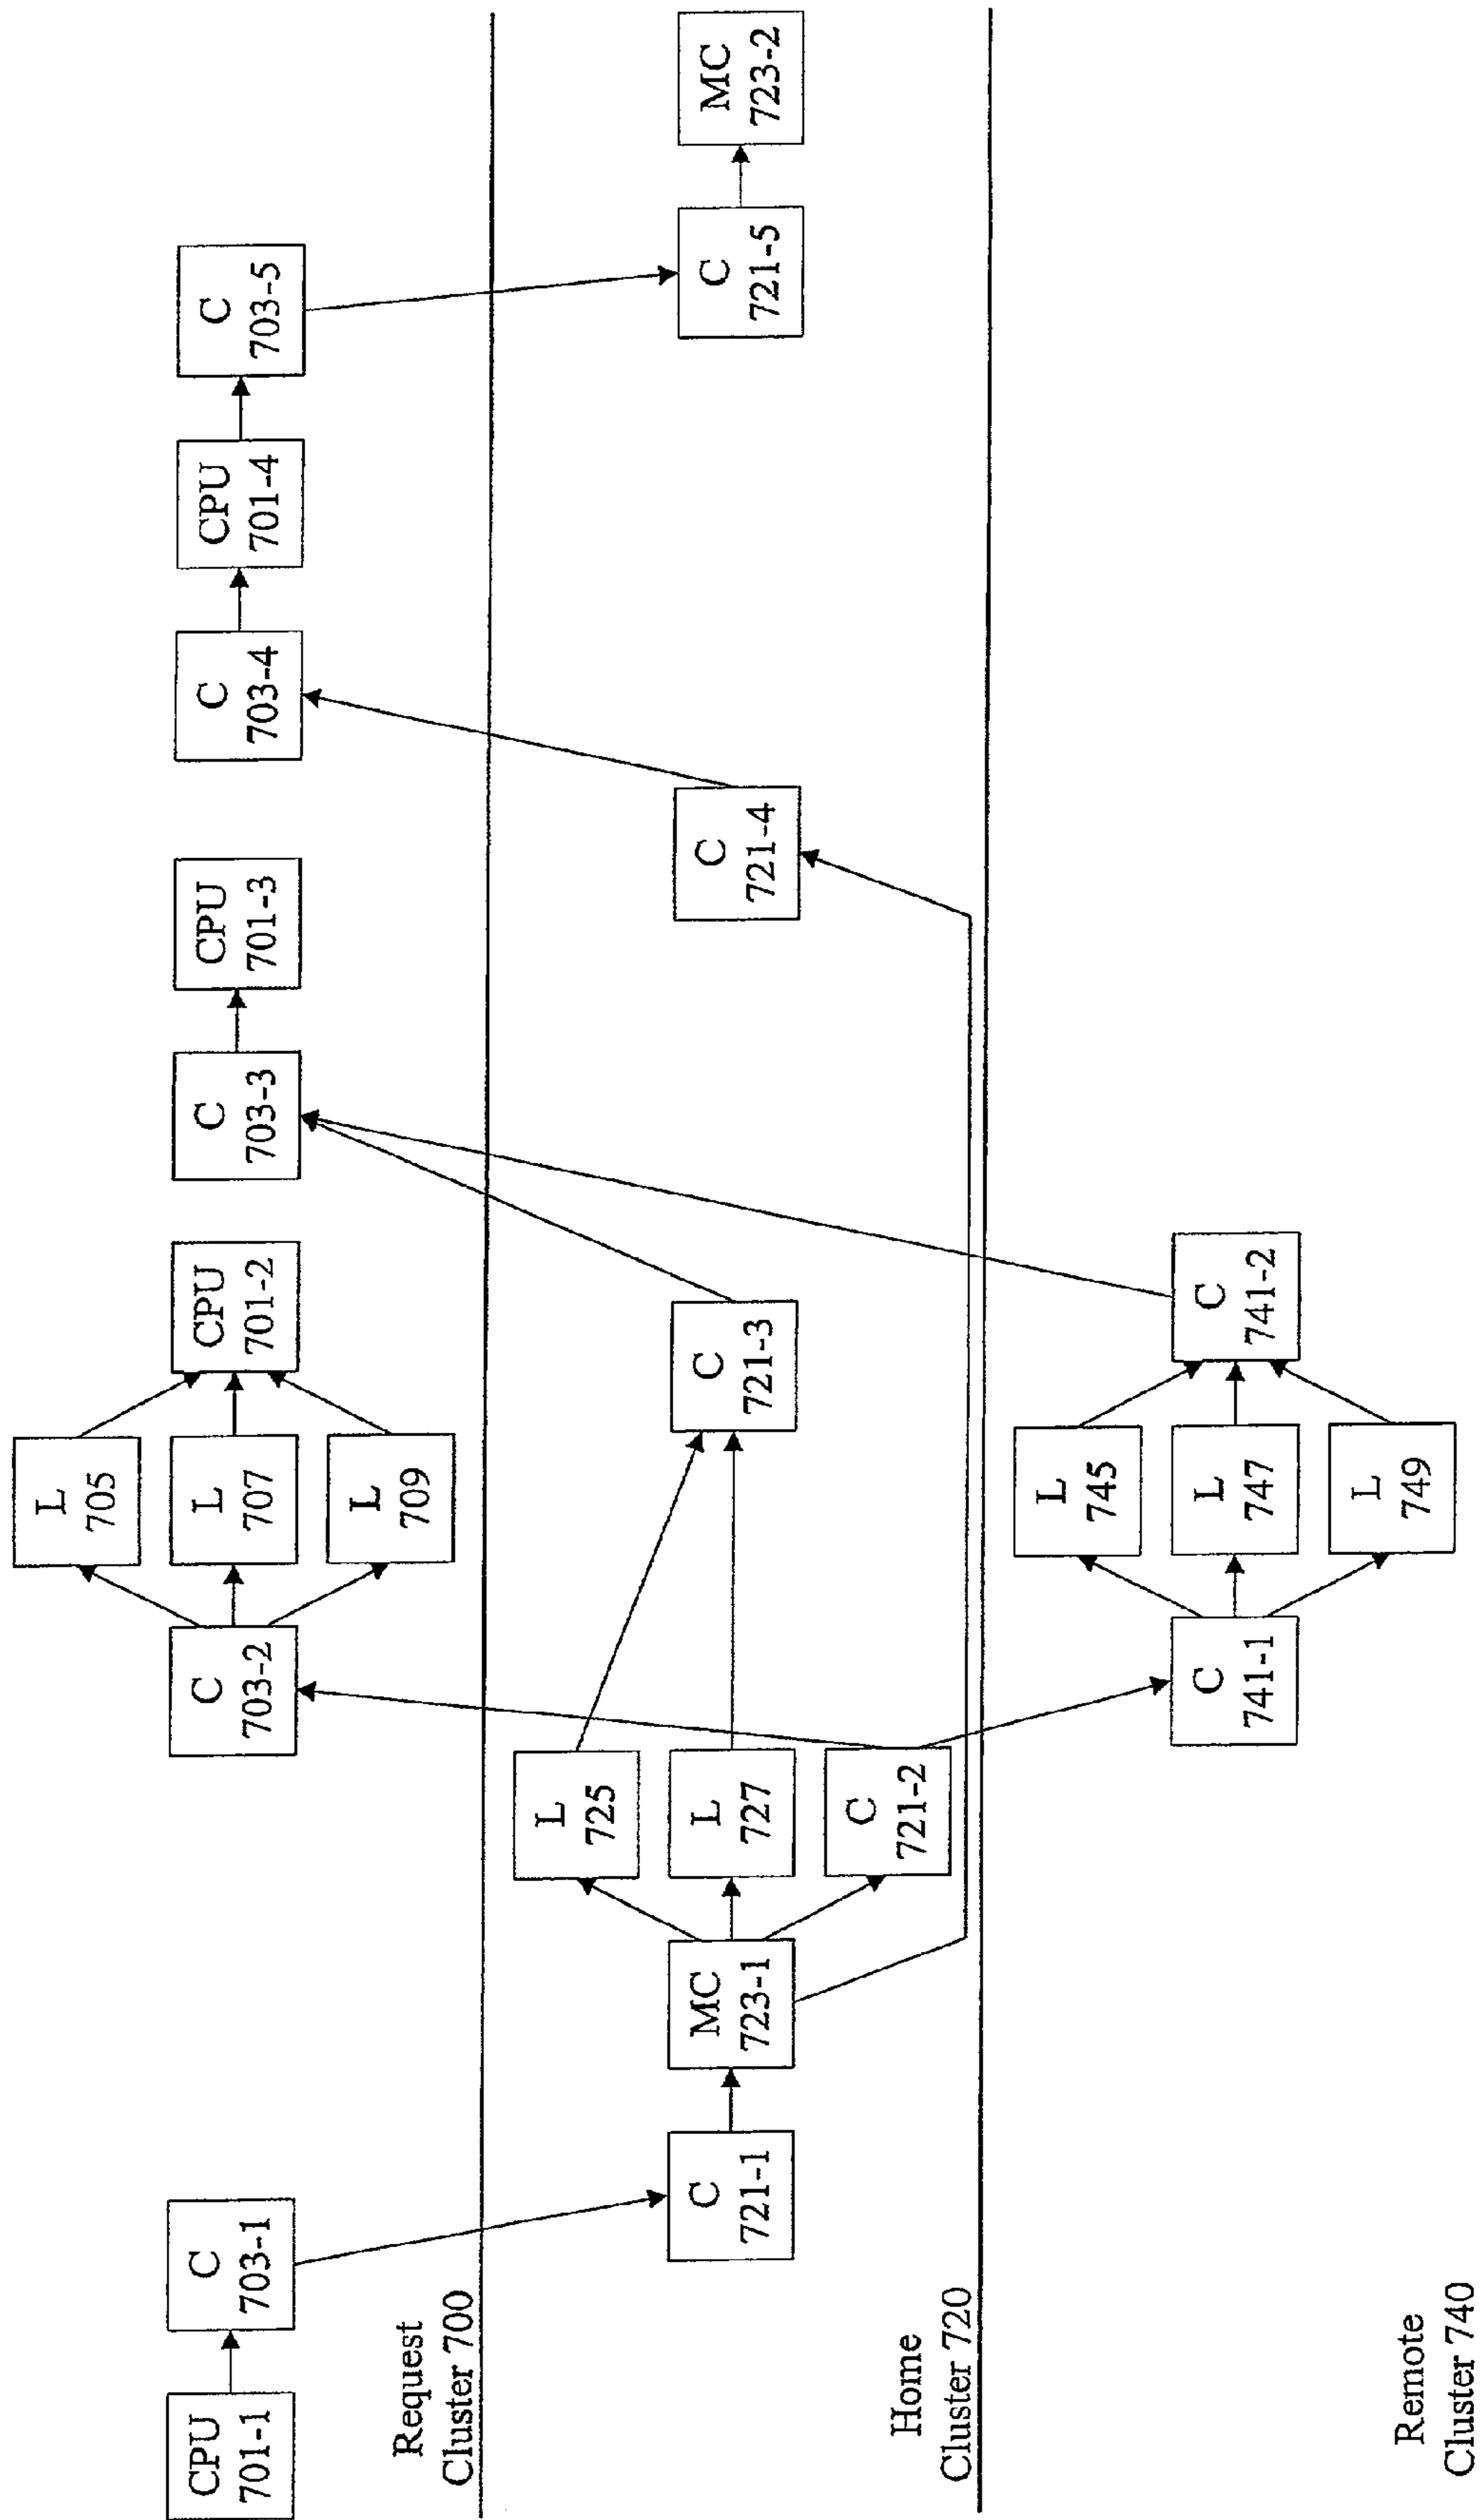 CPU
701-1
C
703-1
C
703-2
L
705
L
707
L
709
CPU
701-2
C
703-3
CPU
701-3
C
703-4
CPU
701-4
C
703-5
Request
Cluster 700
C
721-1
MC
723-1
L
725
L
727
C
721-2
C
721-3
C
721-4
C
721-5
MC
723-2
Home
Cluster 720
C
741-1
L
745
L
747
L
749
C
741-2
Remote
Cluster 740